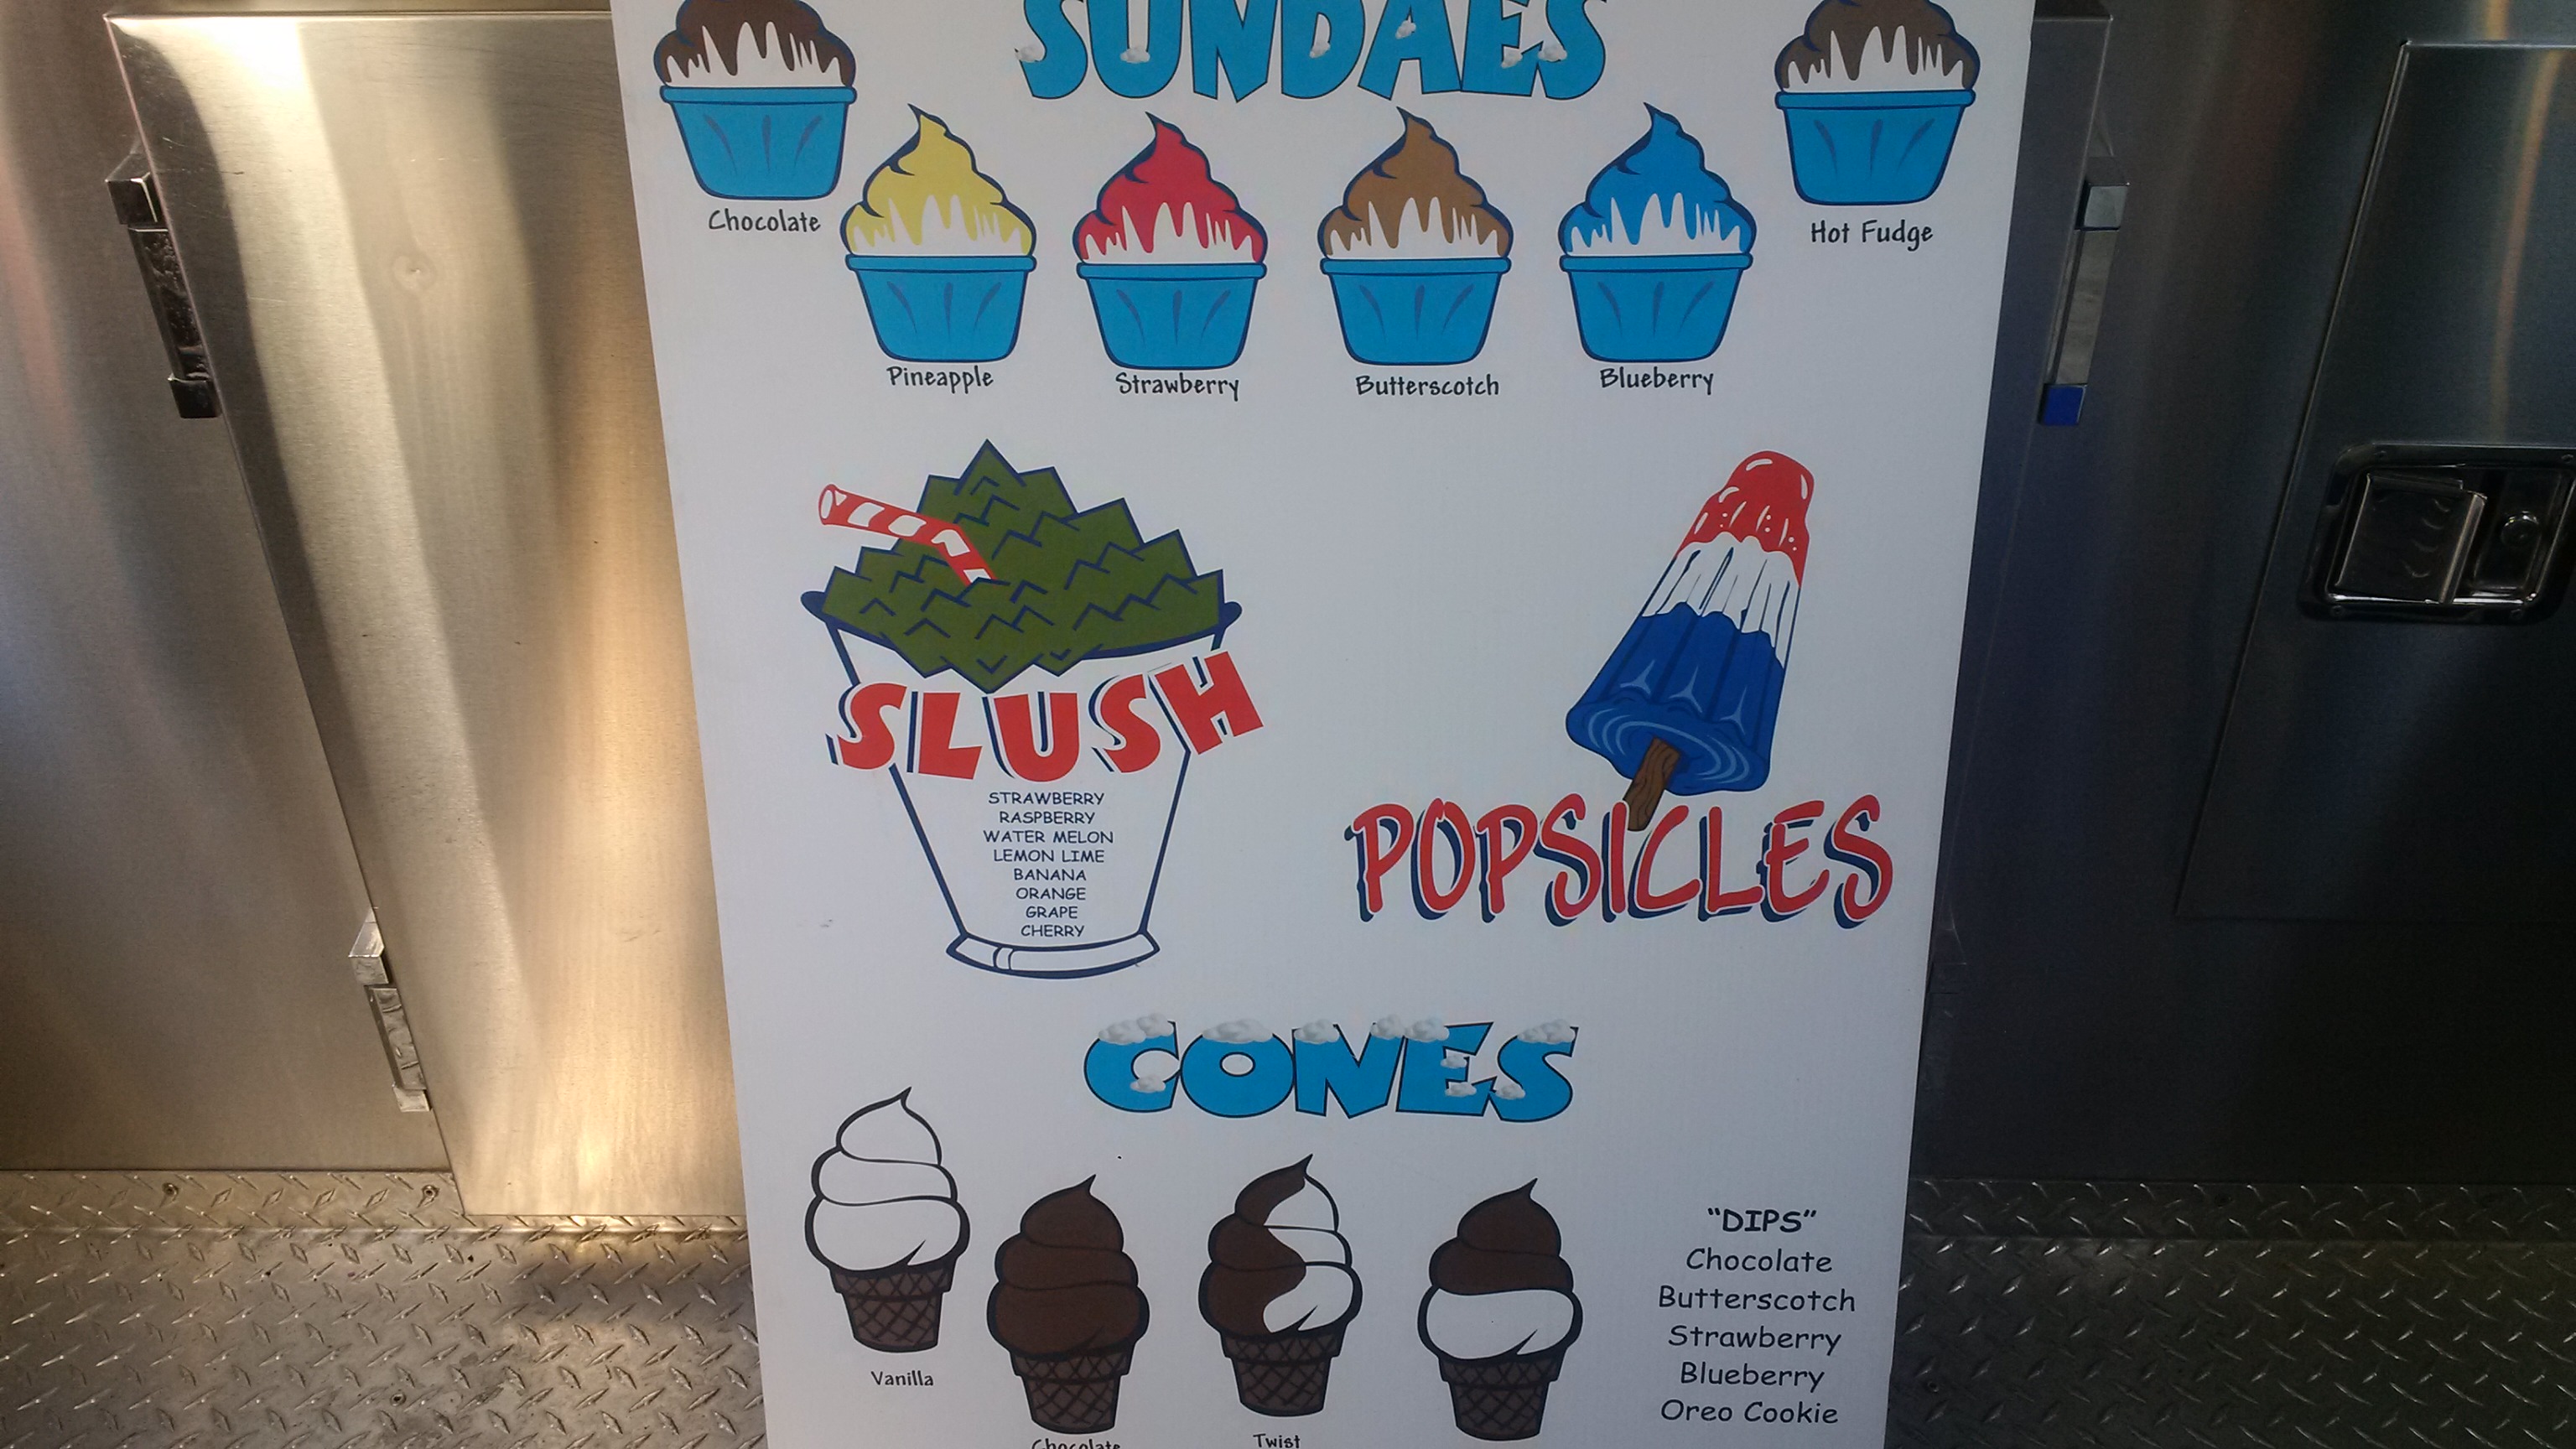 SUNDAES
Chocolate
Hot Fudge
Pineapple
Strawberry
Butterscotch
Blueberry
SLUSH
STRAWBERRY
RASPBERRY
WATER MELON
LEMON LIME
BANANA
ORANGE
GRAPE
CHERRY
POPSICLES
CONES
Vanilla
Chocolate
Twist
"DIPS"
Chocolate
Butterscotch
Strawberry
Blueberry
Oreo Cookie